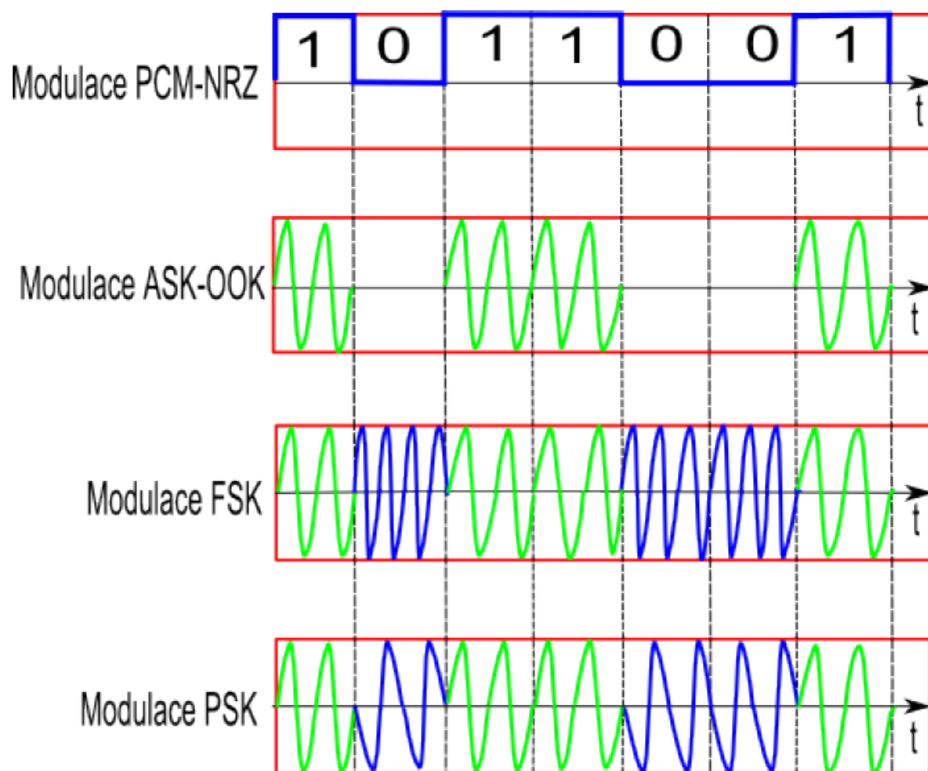 1 0 1 1 0 0 1
Modulace PCM-NRZ
t
Modulace ASK-OOK
t
Modulace FSK
t
Modulace PSK
t